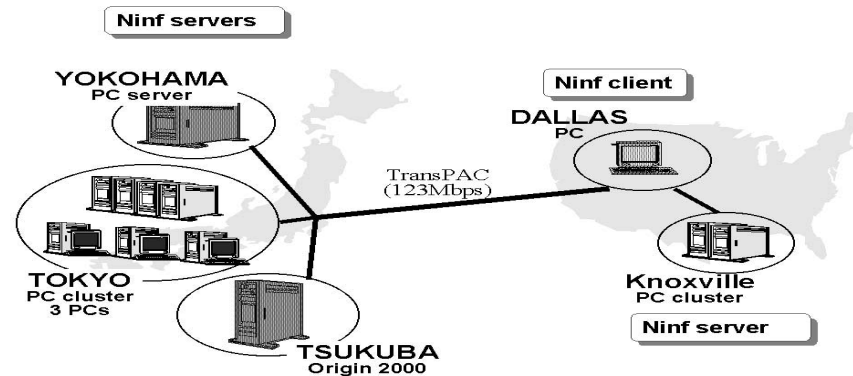 Ninf servers
YOKOHAMA
PC server
Ninf client
DALLAS
PC
TransPAC
(123Mbps)
TOKYO
PC cluster
3 PCs
Knoxville
PC cluster
Ninf server
TSUKUBA
Origin 2000